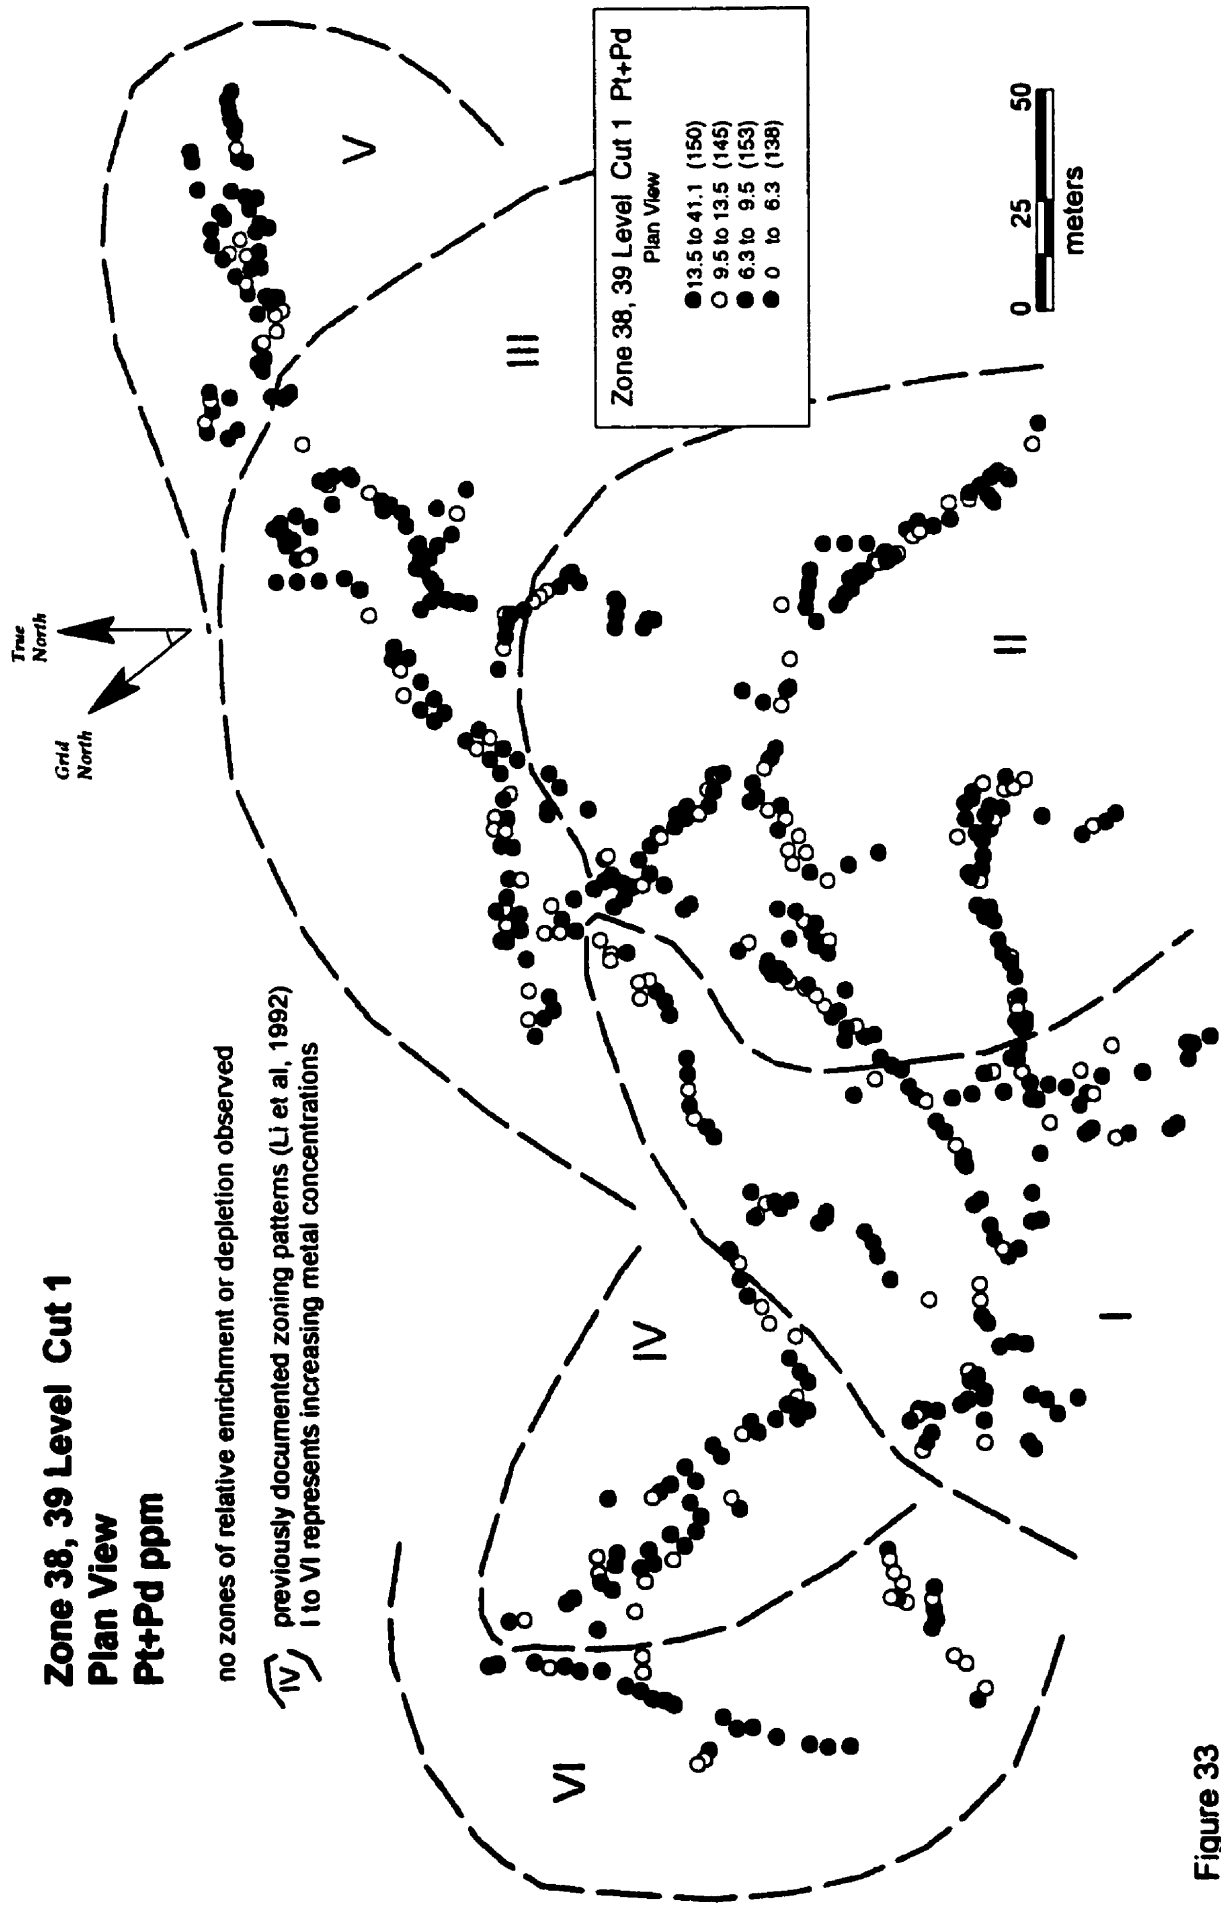 Zone 38, 39 Level Cut 1
Plan View
Pt+Pd ppm
no zones of relative enrichment or depletion observed
IV
previously documented zoning patterns (Li et al, 1992)
I to VI represents increasing metal concentrations
True
North
Grid
North
V
III
Zone 38, 39 Level Cut 1 Pt+Pd
Plan View
13.5 to 41.1 (150)
9.5 to 13.5 (145)
6.3 to 9.5 (153)
0 to 6.3 (138)
0 25 50
meters
II
IV
I
VI
Figure 33